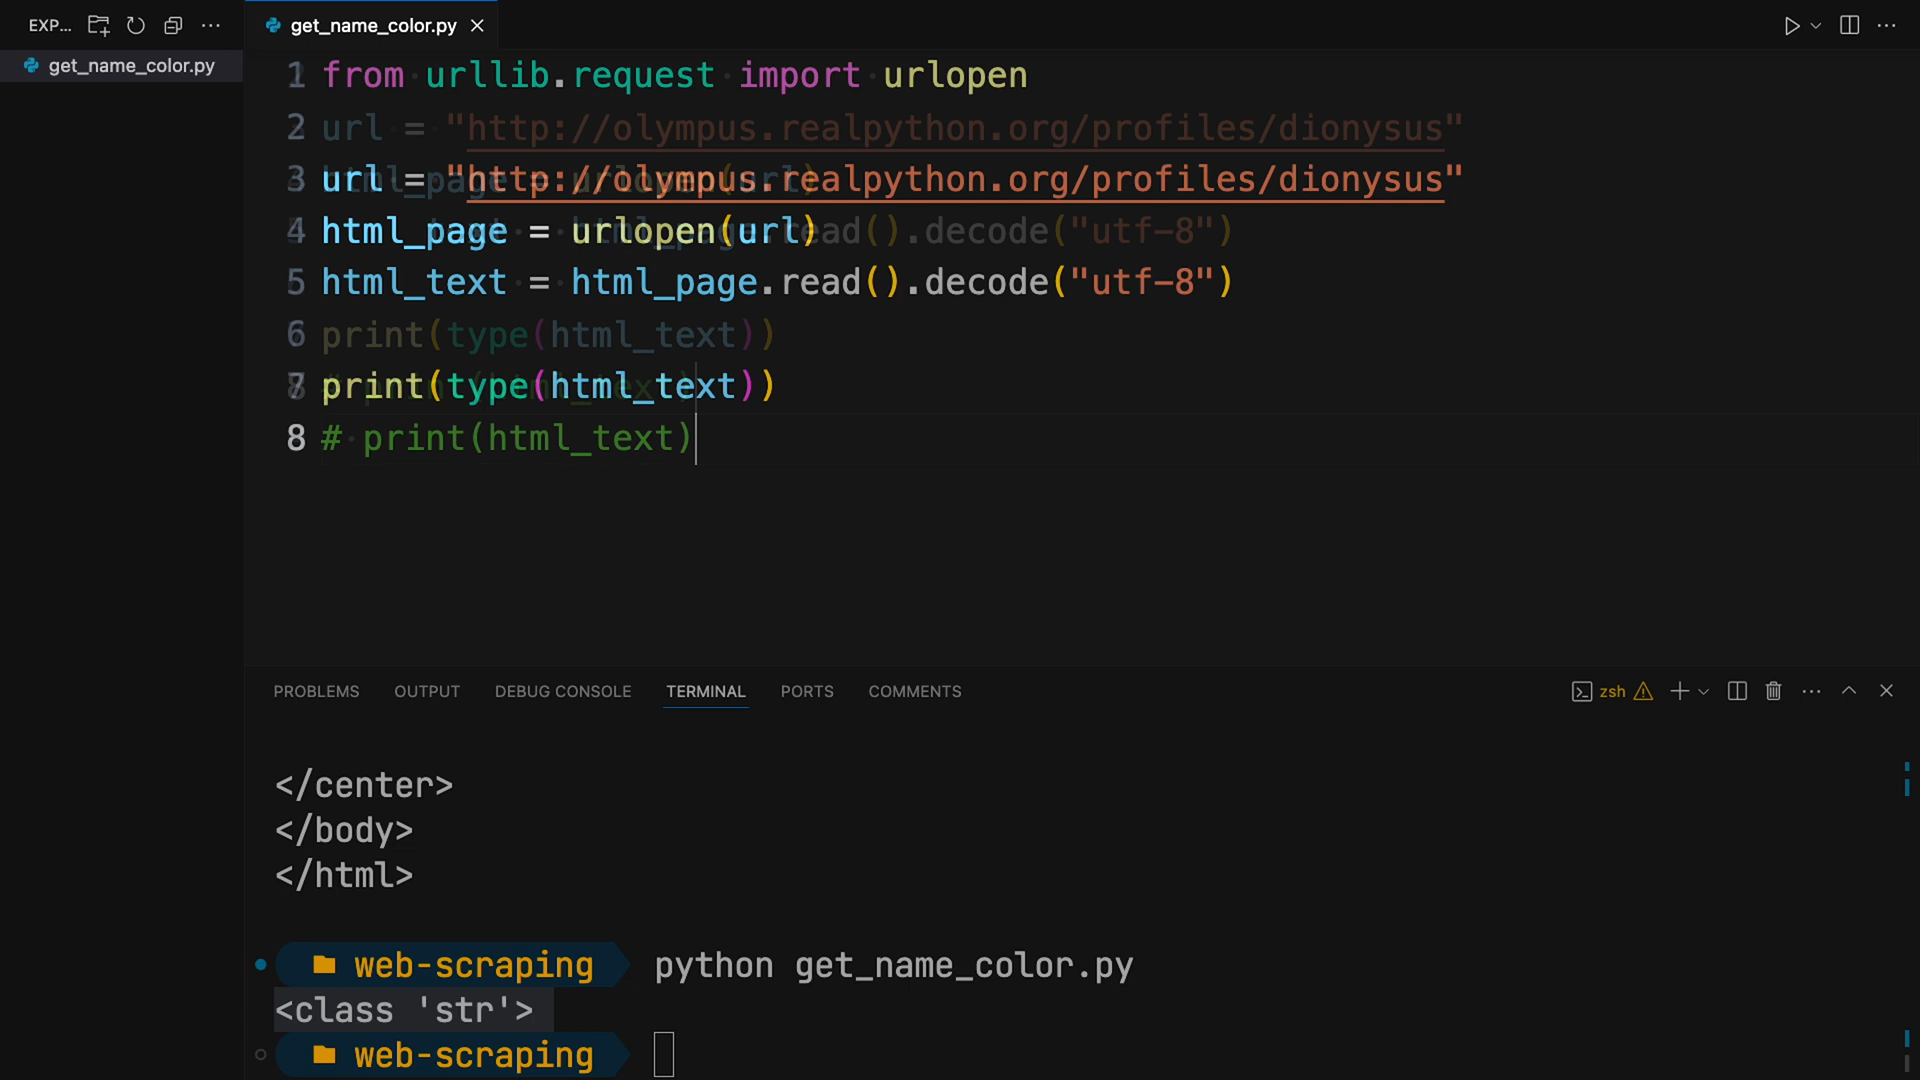 EXP...
get_name_color.py
get_name_color.py
1 from urllib.request import urlopen
2 url = "http://olympus.realpython.org/profiles/dionysus"
3 url = "http://olympus.realpython.org/profiles/dionysus"
4 html_page = urlopen(url)
5 html_text = html_page.read().decode("utf-8")
6 print(type(html_text))
7 print(type(html_text))
8 # print(html_text)
PROBLEMS OUTPUT DEBUG CONSOLE TERMINAL PORTS COMMENTS
zsh
</center>
</body>
</html>
web-scraping python get_name_color.py
<class 'str'>
web-scraping